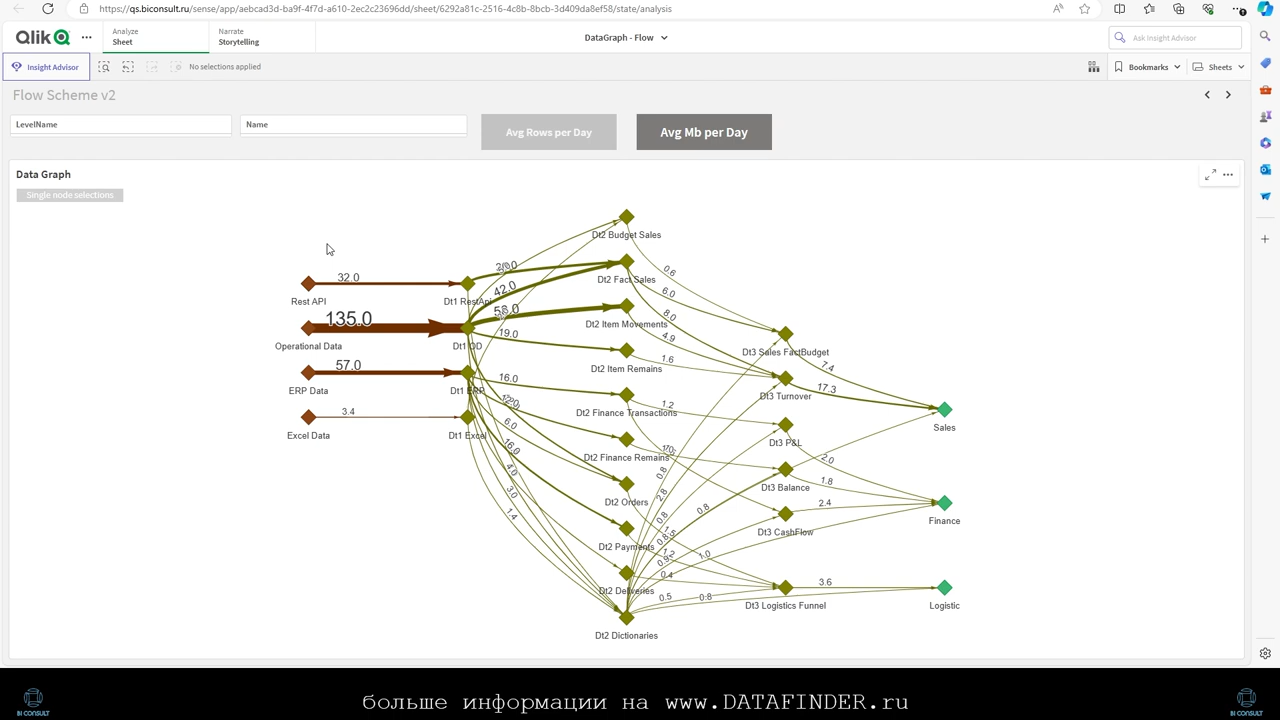 https://qs.biconsult.ru/sense/app/aebcad3d-ba9f-4f7d-a610-2ec2c23696dd/sheet/6292a81c-2516-4c8b-8bcb-3d409da8ef58/state/analysis
Qlik
Analyze
Sheet
Narrate
Storytelling
DataGraph - Flow
Ask Insight Advisor
Insight Advisor
No selections applied
Bookmarks
Sheets
Flow Scheme v2
LevelName
Name
Avg Rows per Day
Avg Mb per Day
Data Graph
Single node selections
Dt2 Budget Sales
32.0
0.6
Rest API
Dt1 RestApi
42.0
Dt2 Fact Sales
6.0
135.0
8.0
Operational Data
Dt1 OD
19.0
Dt2 Item Movements
4.9
Dt3 Sales FactBudget
57.0
1.6
7.4
ERP Data
Dt1 ERP
16.0
Dt2 Item Remains
Dt3 Turnover
17.3
3.4
1.2
Excel Data
Dt1 Excel
6.0
Dt2 Finance Transactions
Dt3 P&L
Sales
16.0
Dt2 Finance Remains
2.0
4.0
0.8
Dt3 Balance
1.8
3.0
2.8
Dt2 Orders
0.8
2.4
1.4
0.8
Dt3 CashFlow
Finance
Dt2 Payments
1.0
0.4
Dt2 Deliveries
0.5
0.8
3.6
Dt3 Logistics Funnel
Logistic
Dt2 Dictionaries
больше информации на www.DATAFINDER.ru
BI CONSULT
BI CONSULT